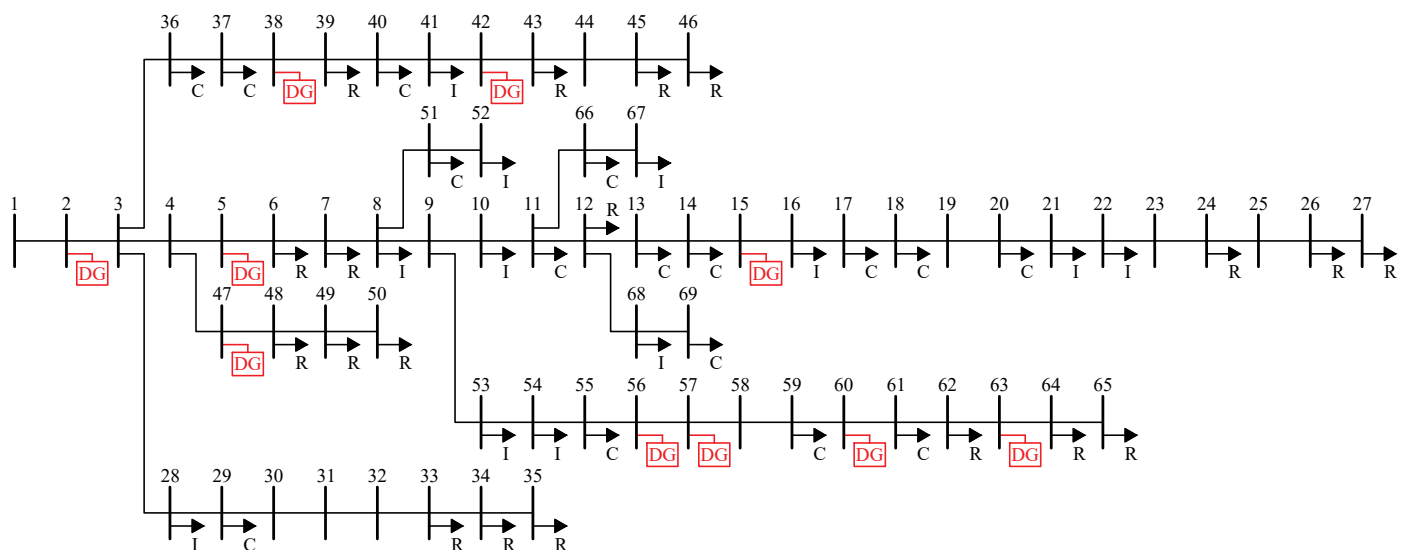 36 37 38 39 40 41 42 43 44 45 46
C C DG R C I DG R R R
51 52 66 67
C I C I
1 2 3 4 5 6 7 8 9 10 11 12 13 14 15 16 17 18 19 20 21 22 23 24 25 26 27
R
DG DG R R I I C C C DG I C C C I I R R R
47 48 49 50 68 69
DG R R R I C
53 54 55 56 57 58 59 60 61 62 63 64 65
I I C DG DG C DG C R DG R R
28 29 30 31 32 33 34 35
I C R R R